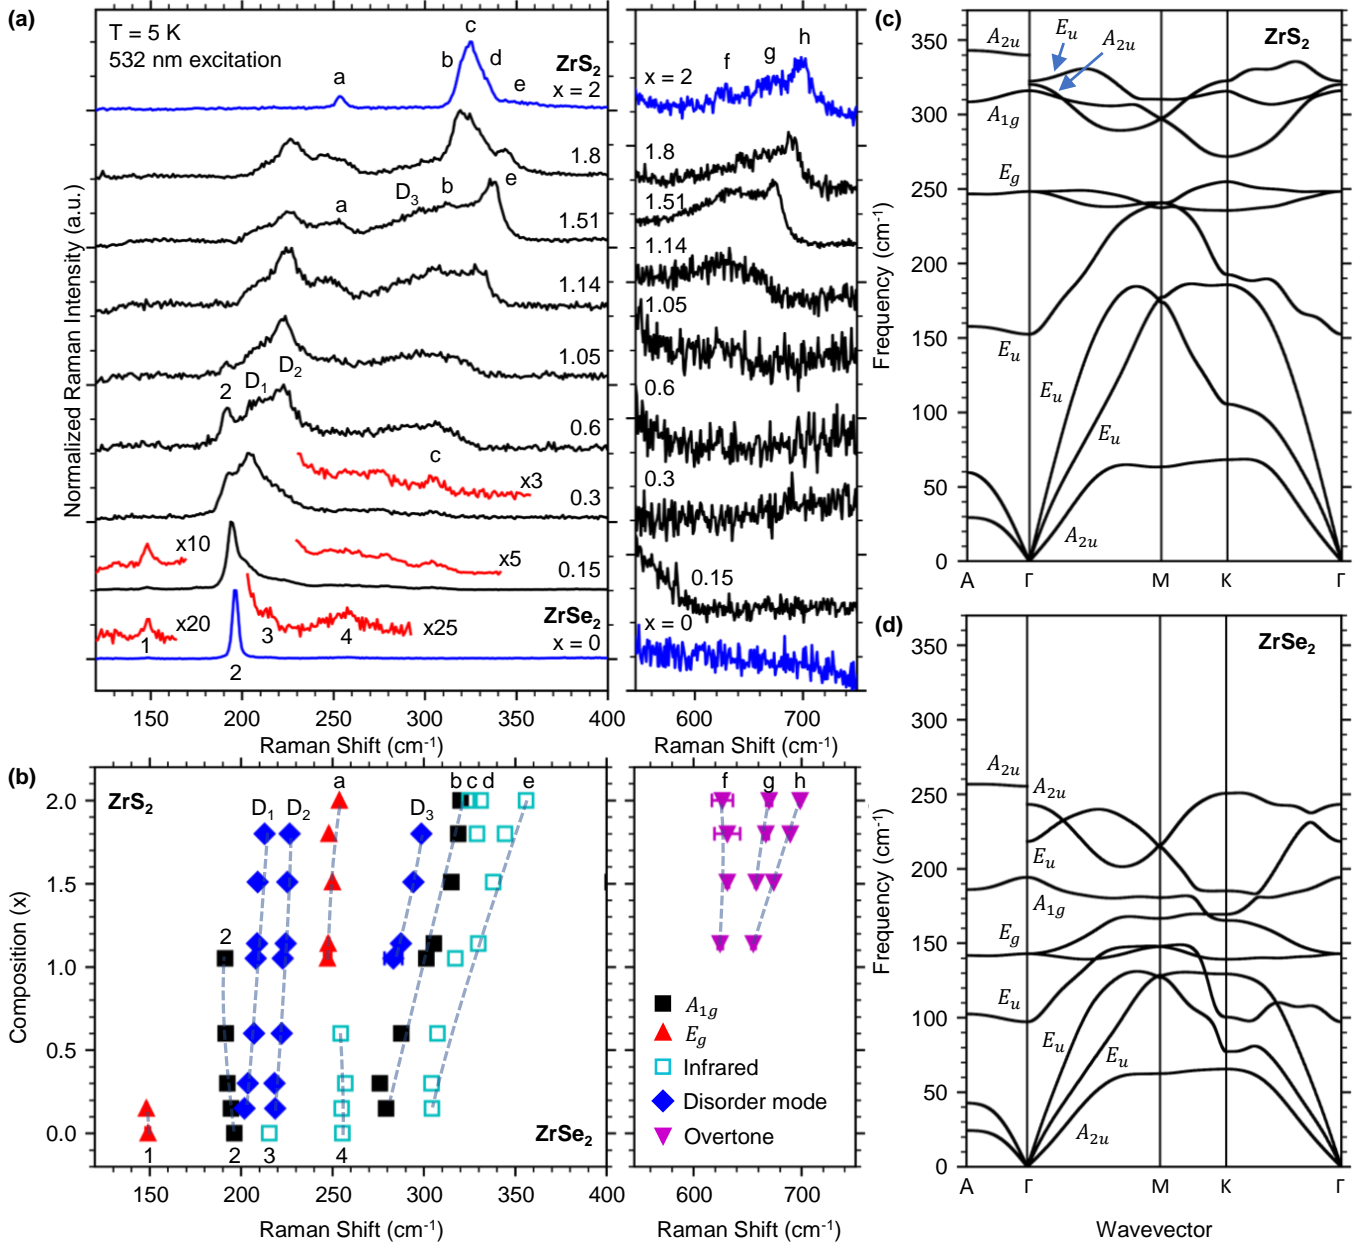 (a)
T = 5 K
532 nm excitation
ZrS2
x = 2
a
b
c
d
e
1.8
D3
a
b
e
1.51
1.14
1.05
2
D1
D2
0.6
c
x3
0.3
x10
x5
0.15
x20
1
2
3
4
x25
ZrSe2
x = 0
Normalized Raman Intensity (a.u.)
150
200
250
300
350
400
Raman Shift (cm-1)
f
g
h
x = 2
1.8
1.51
1.14
1.05
0.6
0.3
0.15
x = 0
600
700
Raman Shift (cm-1)
(b)
ZrS2
a
b
c
d
e
D1
D2
D3
2
1
2
3
4
ZrSe2
Composition (x)
2.0
1.5
1.0
0.5
0.0
150
200
250
300
350
400
Raman Shift (cm-1)
f
g
h
A1g
Eg
Infrared
Disorder mode
Overtone
600
700
Raman Shift (cm-1)
(c)
ZrS2
A2u
Eu
A2u
A1g
Eg
Eu
Eu
Eu
A2u
Frequency (cm-1)
350
300
250
200
150
100
50
0
A
Γ
M
K
Γ
(d)
ZrSe2
A2u
A2u
Eu
A1g
Eg
Eu
Eu
Eu
A2u
Frequency (cm-1)
350
300
250
200
150
100
50
0
A
Γ
M
K
Γ
Wavevector